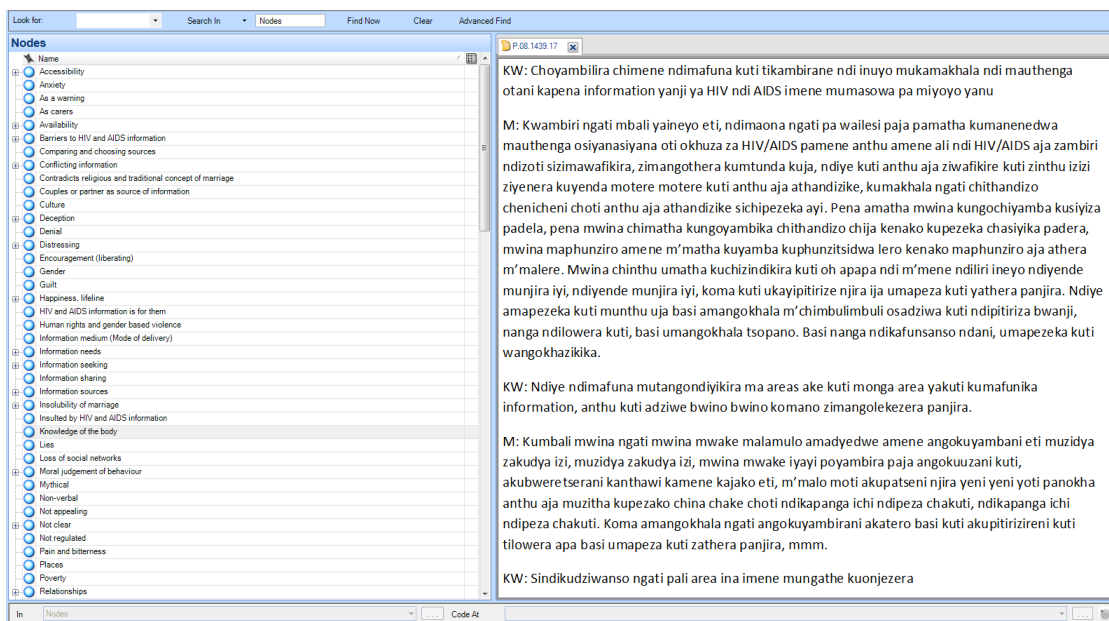 Look for:
Search In
Nodes
Find Now
Clear
Advanced Find
Nodes
Name
Accessibility
Anxiety
As a warning
As carers
Availability
Barriers to HIV and AIDS information
Comparing and choosing sources
Conflicting information
Contradicts religious and traditional concept of marriage
Couples or partner as source of information
Culture
Deception
Denial
Distressing
Encouragement (liberating)
Gender
Guilt
Happiness, lifeline
HIV and AIDS information is for them
Human rights and gender based violence
Information medium (Mode of delivery)
Information needs
Information seeking
Information sharing
Information sources
Insolubility of marriage
Insulted by HIV and AIDS information
Knowledge of the body
Lies
Loss of social networks
Moral judgement of behaviour
Mythical
Non-verbal
Not appealing
Not clear
Not regulated
Pain and bitterness
Places
Poverty
Relationships
P.08.1439.17
KW: Choyambilira chimene ndimafuna kuti tikambirane ndi inuyo mukamakhala ndi mauthenga
otani kapena information yanji ya HIV ndi AIDS imene mumasowa pa miyoyo yanu
M: Kwambiri ngati mbali yaineyo eti, ndimaona ngati pa wailesi paja pamatha kumanenedwa
mauthenga osiyanasiyana oti okhuza za HIV/AIDS pamene anthu amene ali ndi HIV/AIDS aja zambiri
ndizoti sizimawafikira, zimangothera kumtunda kuja, ndiye kuti anthu aja ziwafikire kuti zinthu izizi
ziyenera kuyenda motere motere kuti anthu aja athandizike, kumakhala ngati chithandizo
chenicheni choti anthu aja athandizike sichipezeka ayi. Pena amatha mwina kungochiyamba kusiyiza
padela, pena mwina chimatha kungoyambika chithandizo chija kenako kupezeka chasiyika padera,
mwina maphunziro amene m’matha kuyamba kuphunzitsidwa lero kenako maphunziro aja athera
m’malere. Mwina chinthu umatha kuchizindikira kuti oh apapa ndi m’mene ndiliri ineyo ndiyende
munjira iyi, ndiyende munjira iyi, koma kuti ukayipitirize njira ija umapeza kuti yathera panjira. Ndiye
amapezeka kuti munthu uja basi amangokhala m’chimbulimbuli osadziwa kuti ndipitiriza bwanji,
nanga ndilowera kuti, basi umangokhala tsopano. Basi nanga ndikafunsanso ndani, umapezeka kuti
wangokhazikika.
KW: Ndiye ndimafuna mutangondiyikira ma areas ake kuti monga area yakuti kumafunika
information, anthu kuti adziwe bwino bwino komano zimangolekezera panjira.
M: Kumbali mwina ngati mwina mwake malamulo amadyedwe amene angokuyambani eti muzidya
zakudya izi, muzidya zakudya izi, mwina mwake iyayi poyambira paja angokuuzani kuti,
akubweretserani kanthawi kamene kajako eti, m’malo moti akupatseni njira yeni yeni yoti panokha
anthu aja muzitha kupezako china chake choti ndikapanga ichi ndipeza chakuti, ndikapanga ichi
ndipeza chakuti. Koma amangokhala ngati angokuyambirani akatero basi kuti akupitirizireni kuti
tilowera apa basi umapeza kuti zathera panjira, mmm.
KW: Sindikudziwanso ngati pali area ina imene mungathe kuonjezera
In
Nodes
...
Code At
...